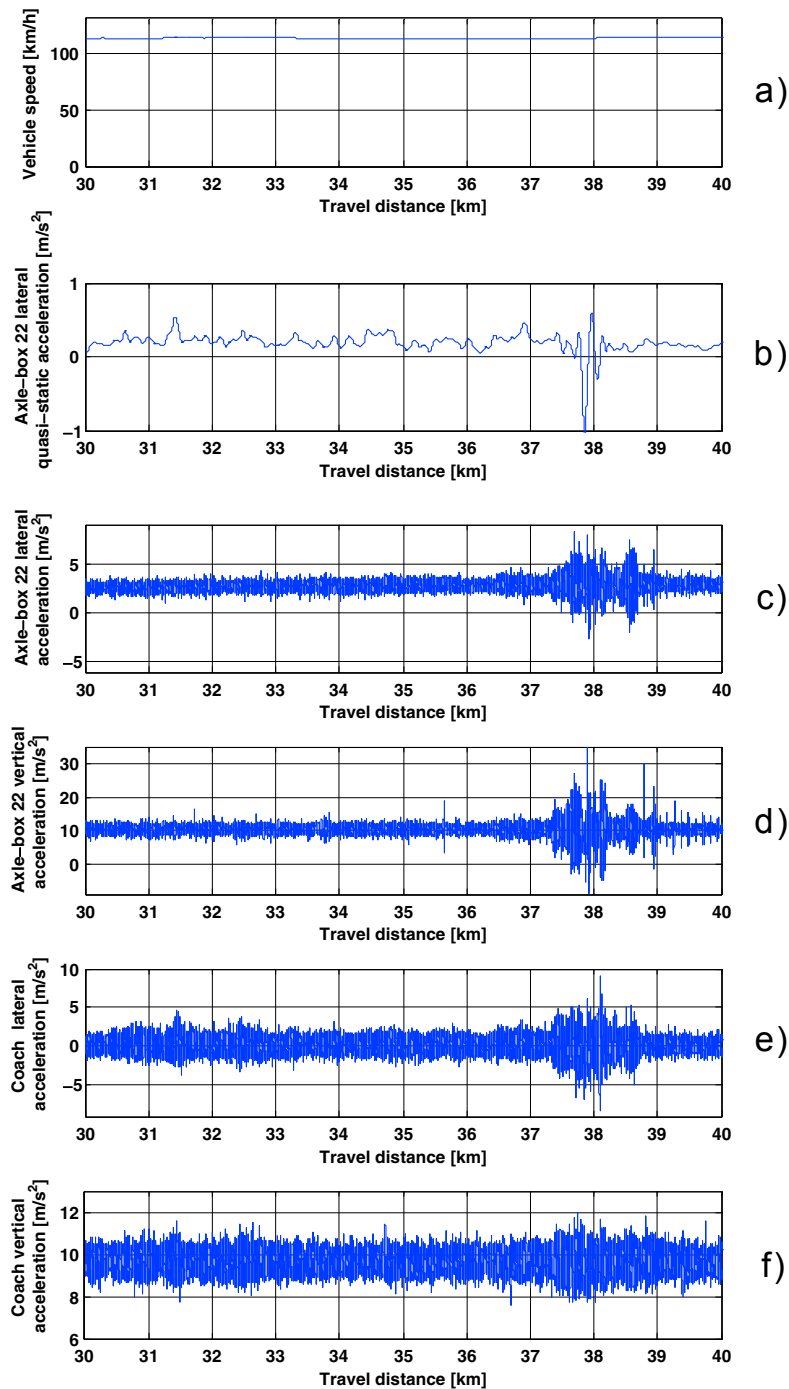 Vehicle speed [km/h]
100
50
0
30 31 32 33 34 35 36 37 38 39 40
Travel distance [km]
a)
Axle−box 22 lateral
quasi−static acceleration [m/s²]
1
0
−1
30 31 32 33 34 35 36 37 38 39 40
Travel distance [km]
b)
Axle−box 22 lateral
acceleration [m/s²]
5
0
−5
30 31 32 33 34 35 36 37 38 39 40
Travel distance [km]
c)
Axle−box 22 vertical
acceleration [m/s²]
30
20
10
0
30 31 32 33 34 35 36 37 38 39 40
Travel distance [km]
d)
Coach lateral
acceleration [m/s²]
10
5
0
−5
30 31 32 33 34 35 36 37 38 39 40
Travel distance [km]
e)
Coach vertical
acceleration [m/s²]
12
10
8
6
30 31 32 33 34 35 36 37 38 39 40
Travel distance [km]
f)